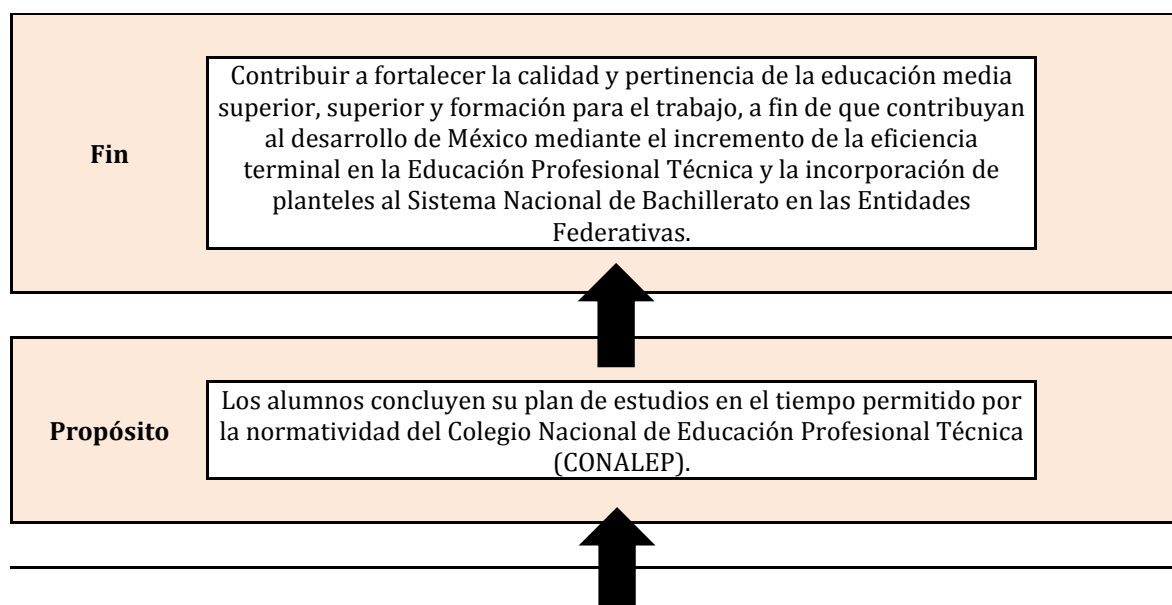 Fin
Contribuir a fortalecer la calidad y pertinencia de la educación media
superior, superior y formación para el trabajo, a fin de que contribuyan
al desarrollo de México mediante el incremento de la eficiencia
terminal en la Educación Profesional Técnica y la incorporación de
planteles al Sistema Nacional de Bachillerato en las Entidades
Federativas.
Propósito
Los alumnos concluyen su plan de estudios en el tiempo permitido por
la normatividad del Colegio Nacional de Educación Profesional Técnica
(CONALEP).